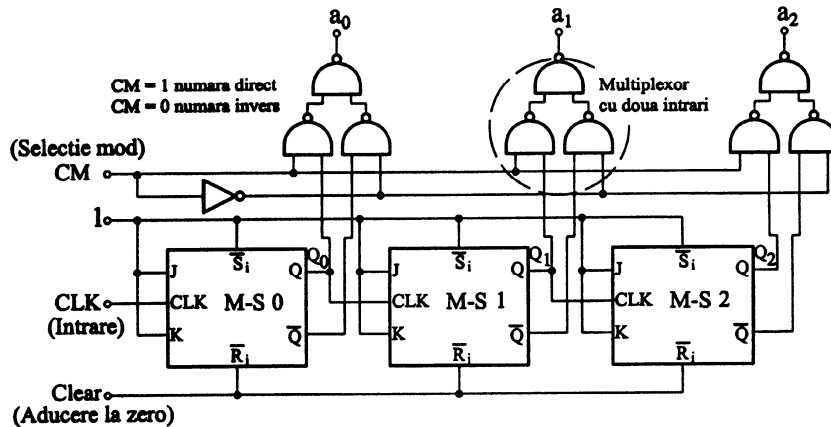 a0
a1
a2
CM = 1 numara direct
CM = 0 numara invers
Multiplexor
cu doua intrari
(Selectie mod)
CM
1
S̅i
Q0
S̅i
Q1
S̅i
Q2
J
Q
J
Q
J
Q
CLK
(Intrare)
CLK
M-S 0
CLK
M-S 1
CLK
M-S 2
K
Q̅
K
Q̅
K
Q̅
R̅i
R̅i
R̅i
Clear
(Aducere la zero)